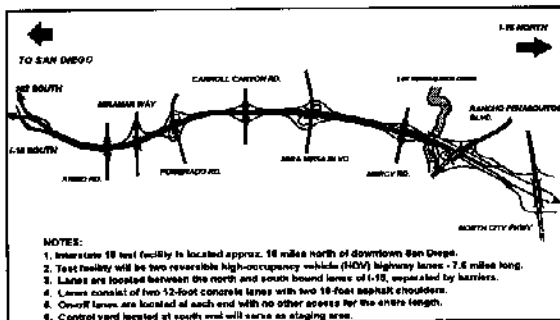 I-15 NORTH
TO SAN DIEGO
CARROLL CANYON RD.
163 SOUTH
MIRAMAR WAY
RANCHO PENASQUITOS
BLVD.
I-15 SOUTH
POMERADO RD.
MIRA MESA BLVD
MERCY RD.
NORTH CITY PKWY
NOTES:
1. Interstate 15 test facility is located approx. 10 miles north of downtown San Diego.
2. Test facility will be two reversible high-occupancy vehicle (HOV) highway lanes - 7.6 miles long.
3. Lanes are located between the north and south bound lanes of I-15, separated by barriers.
4. Lanes consist of two 12-foot concrete lanes with two 10-foot asphalt shoulders.
5. On-off lanes are located at each end with no other access for the entire length.
6. Control yard located at south end will serve as staging area.